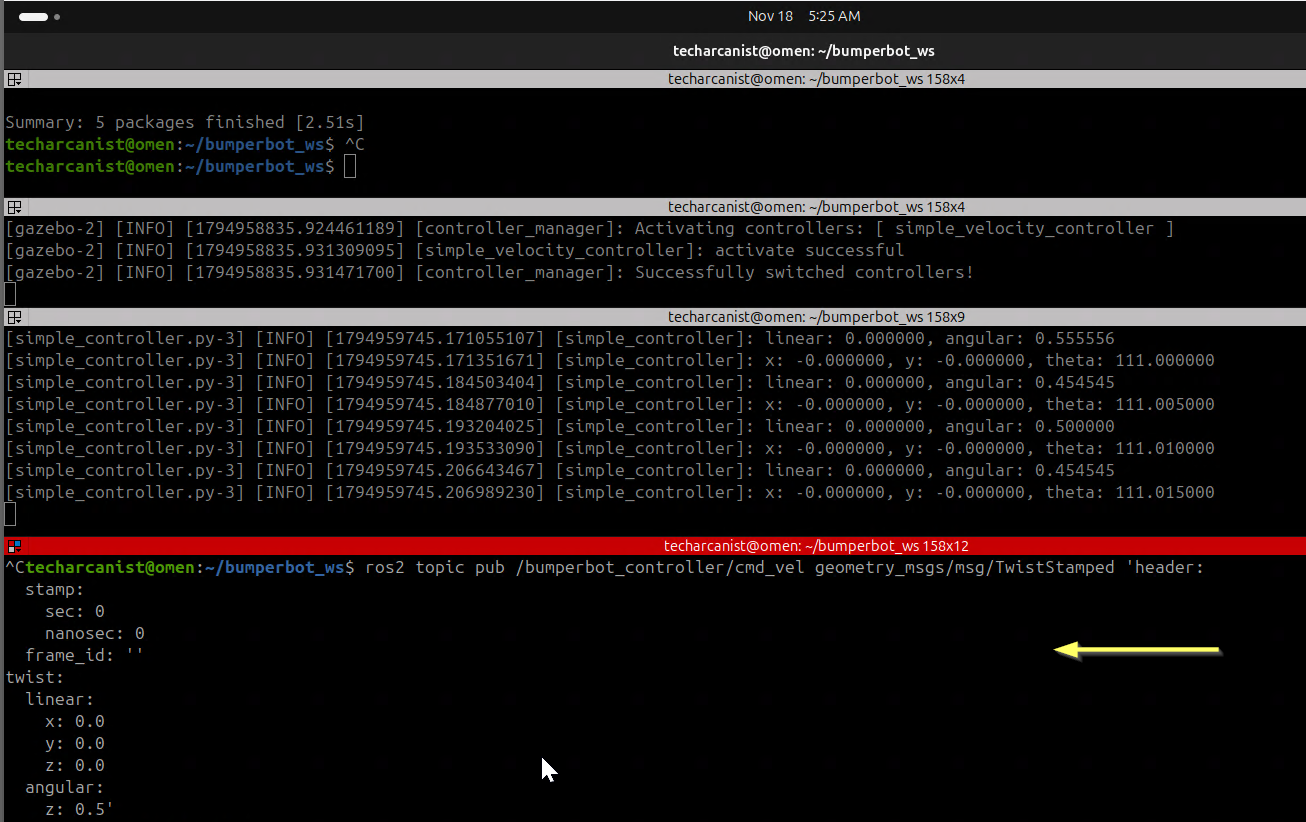 Nov 18 5:25 AM
techarcanist@omen: ~/bumperbot_ws
techarcanist@omen: ~/bumperbot_ws 158x4
Summary: 5 packages finished [2.51s]
techarcanist@omen:~/bumperbot_ws$ ^C
techarcanist@omen:~/bumperbot_ws$
techarcanist@omen: ~/bumperbot_ws 158x4
[gazebo-2] [INFO] [1794958835.924461189] [controller_manager]: Activating controllers: [ simple_velocity_controller ]
[gazebo-2] [INFO] [1794958835.931309095] [simple_velocity_controller]: activate successful
[gazebo-2] [INFO] [1794958835.931471700] [controller_manager]: Successfully switched controllers!
techarcanist@omen: ~/bumperbot_ws 158x9
[simple_controller.py-3] [INFO] [1794959745.171055107] [simple_controller]: linear: 0.000000, angular: 0.555556
[simple_controller.py-3] [INFO] [1794959745.171351671] [simple_controller]: x: -0.000000, y: -0.000000, theta: 111.000000
[simple_controller.py-3] [INFO] [1794959745.184503404] [simple_controller]: linear: 0.000000, angular: 0.454545
[simple_controller.py-3] [INFO] [1794959745.184877010] [simple_controller]: x: -0.000000, y: -0.000000, theta: 111.005000
[simple_controller.py-3] [INFO] [1794959745.193204025] [simple_controller]: linear: 0.000000, angular: 0.500000
[simple_controller.py-3] [INFO] [1794959745.193533090] [simple_controller]: x: -0.000000, y: -0.000000, theta: 111.010000
[simple_controller.py-3] [INFO] [1794959745.206643467] [simple_controller]: linear: 0.000000, angular: 0.454545
[simple_controller.py-3] [INFO] [1794959745.206989230] [simple_controller]: x: -0.000000, y: -0.000000, theta: 111.015000
techarcanist@omen: ~/bumperbot_ws 158x12
^Ctecharcanist@omen:~/bumperbot_ws$ ros2 topic pub /bumperbot_controller/cmd_vel geometry_msgs/msg/TwistStamped 'header:
  stamp:
    sec: 0
    nanosec: 0
  frame_id: ''
twist:
  linear:
    x: 0.0
    y: 0.0
    z: 0.0
  angular:
    z: 0.5'